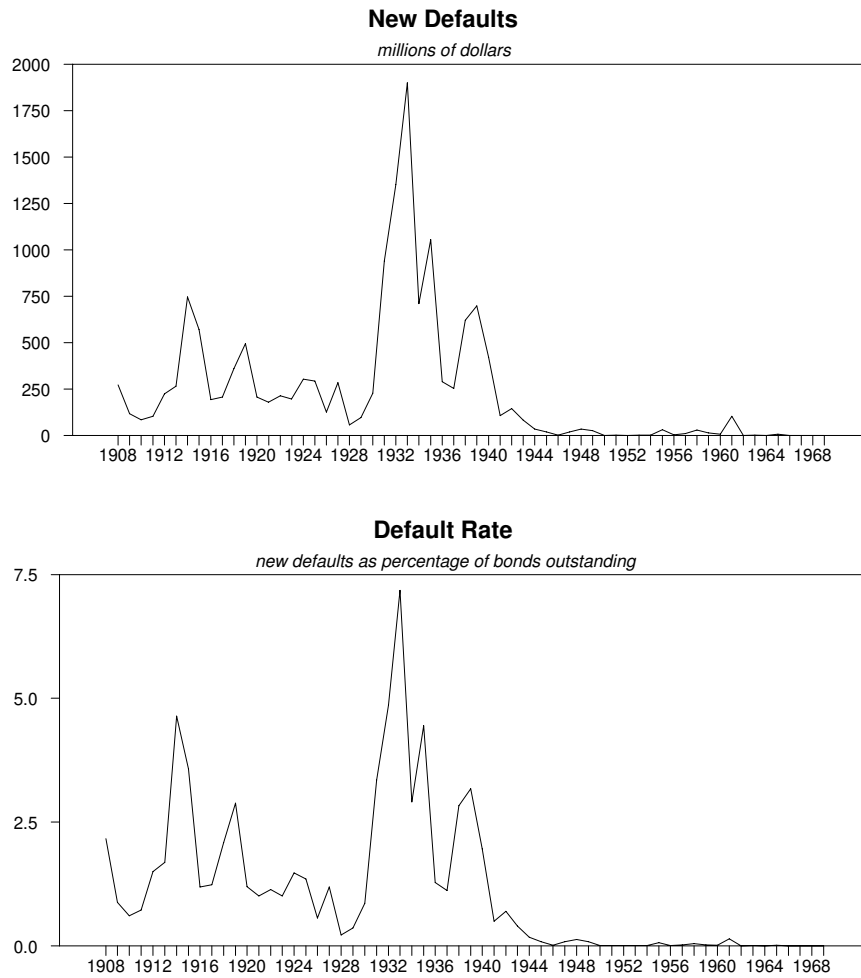 New Defaults
millions of dollars
2000
1750
1500
1250
1000
750
500
250
0
1908 1912 1916 1920 1924 1928 1932 1936 1940 1944 1948 1952 1956 1960 1964 1968
Default Rate
new defaults as percentage of bonds outstanding
7.5
5.0
2.5
0.0
1908 1912 1916 1920 1924 1928 1932 1936 1940 1944 1948 1952 1956 1960 1964 1968